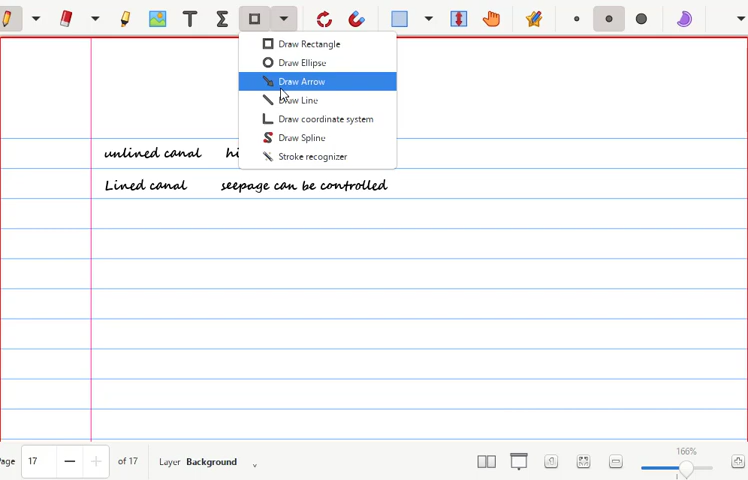 Draw Rectangle
Draw Ellipse
Draw Arrow
Draw Line
Draw coordinate system
Draw Spline
Stroke recognizer
unlined canal
Lined canal seepage can be controlled
Page 17 of 17 Layer Background 166%